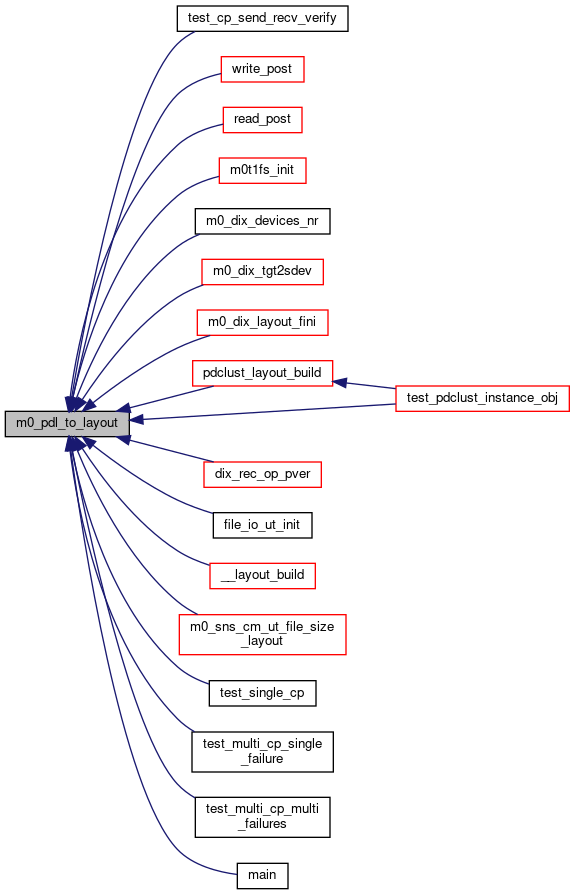 test_cp_send_recv_verify
write_post
read_post
m0t1fs_init
m0_dix_devices_nr
m0_dix_tgt2sdev
m0_dix_layout_fini
pdclust_layout_build
test_pdclust_instance_obj
m0_pdl_to_layout
dix_rec_op_pver
file_io_ut_init
__layout_build
m0_sns_cm_ut_file_size
_layout
test_single_cp
test_multi_cp_single
_failure
test_multi_cp_multi
_failures
main